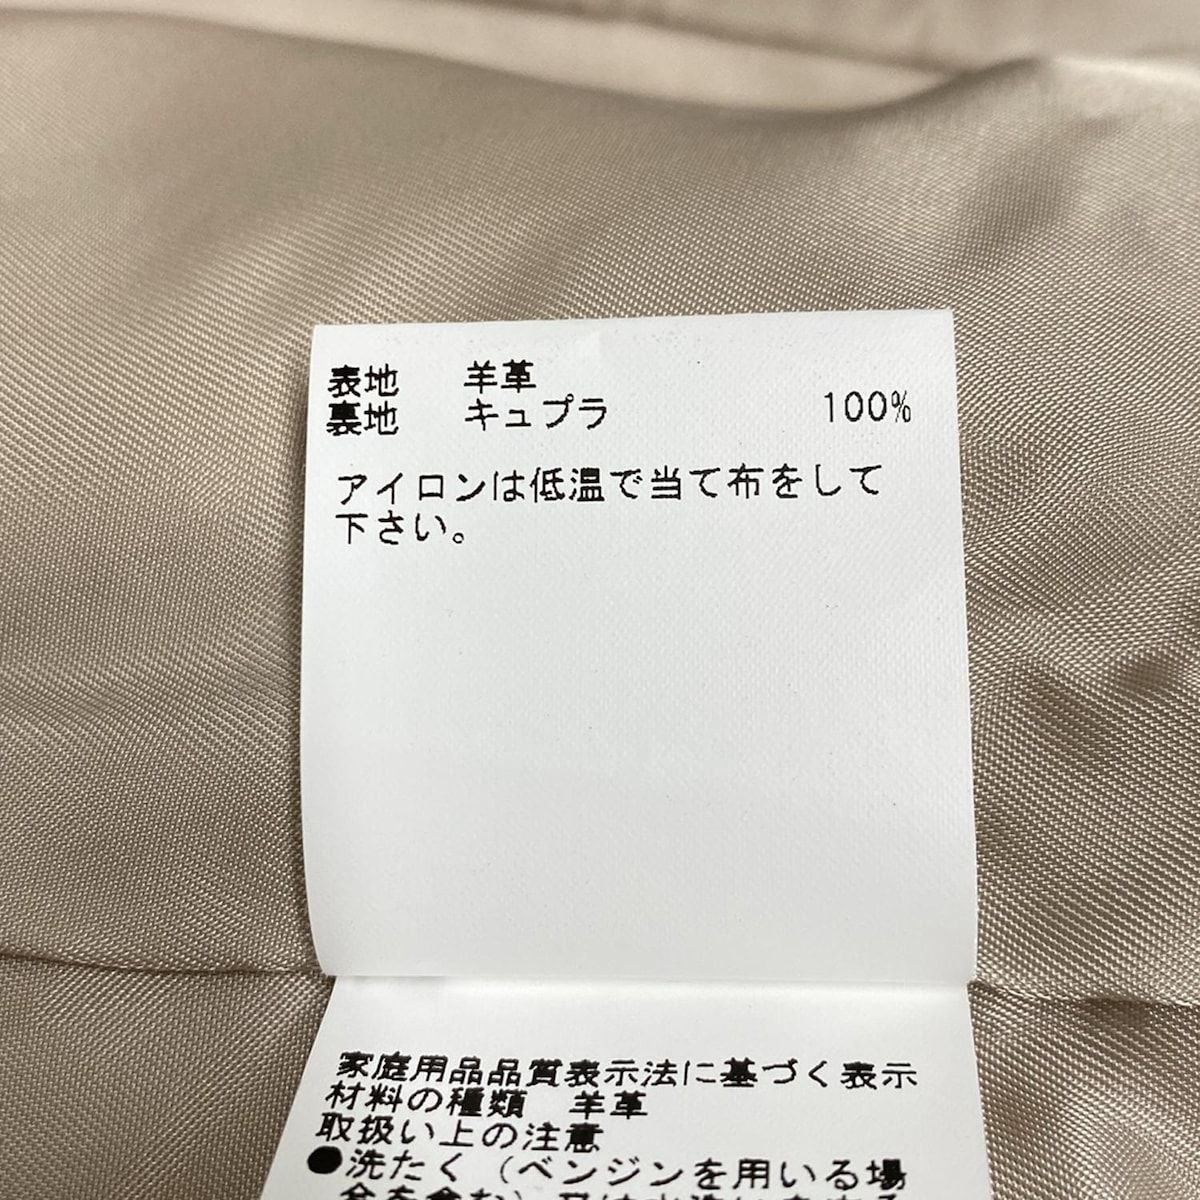 表地 羊革
裏地 キュプラ 100%
アイロンは低温で当て布をして
下さい。
家庭用品品質表示法に基づく表示
材料の種類 羊革
取扱い上の注意
●洗たく（ベンジンを用いる場